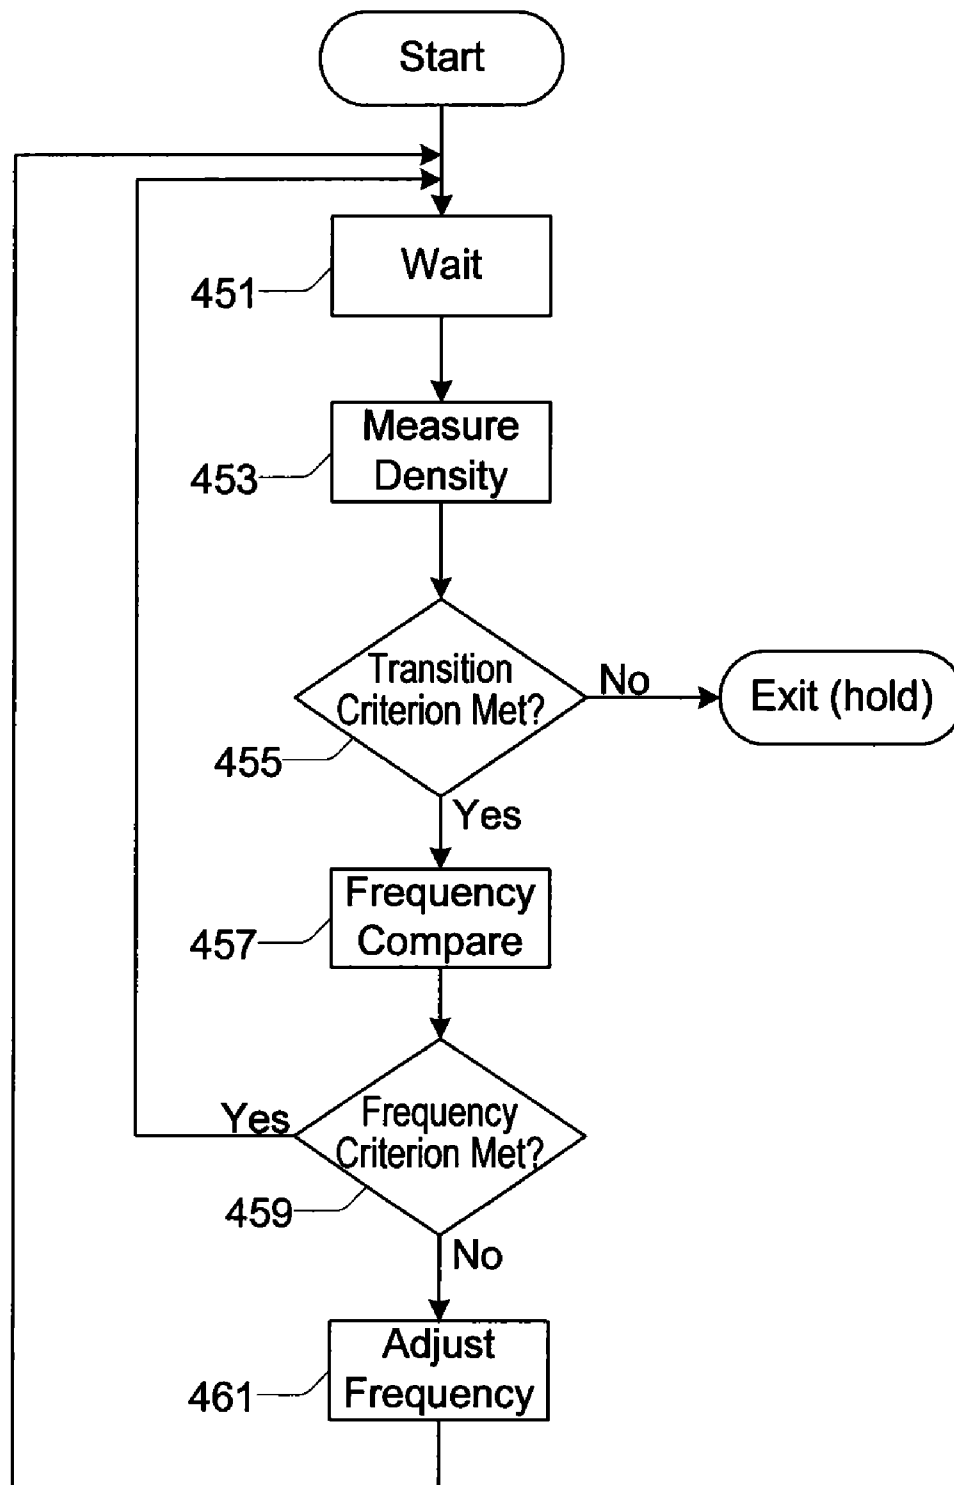 Start
Wait
451
Measure
Density
453
Transition
Criterion Met?
No
Exit (hold)
455
Yes
Frequency
Compare
457
Yes
Frequency
Criterion Met?
459
No
Adjust
Frequency
461